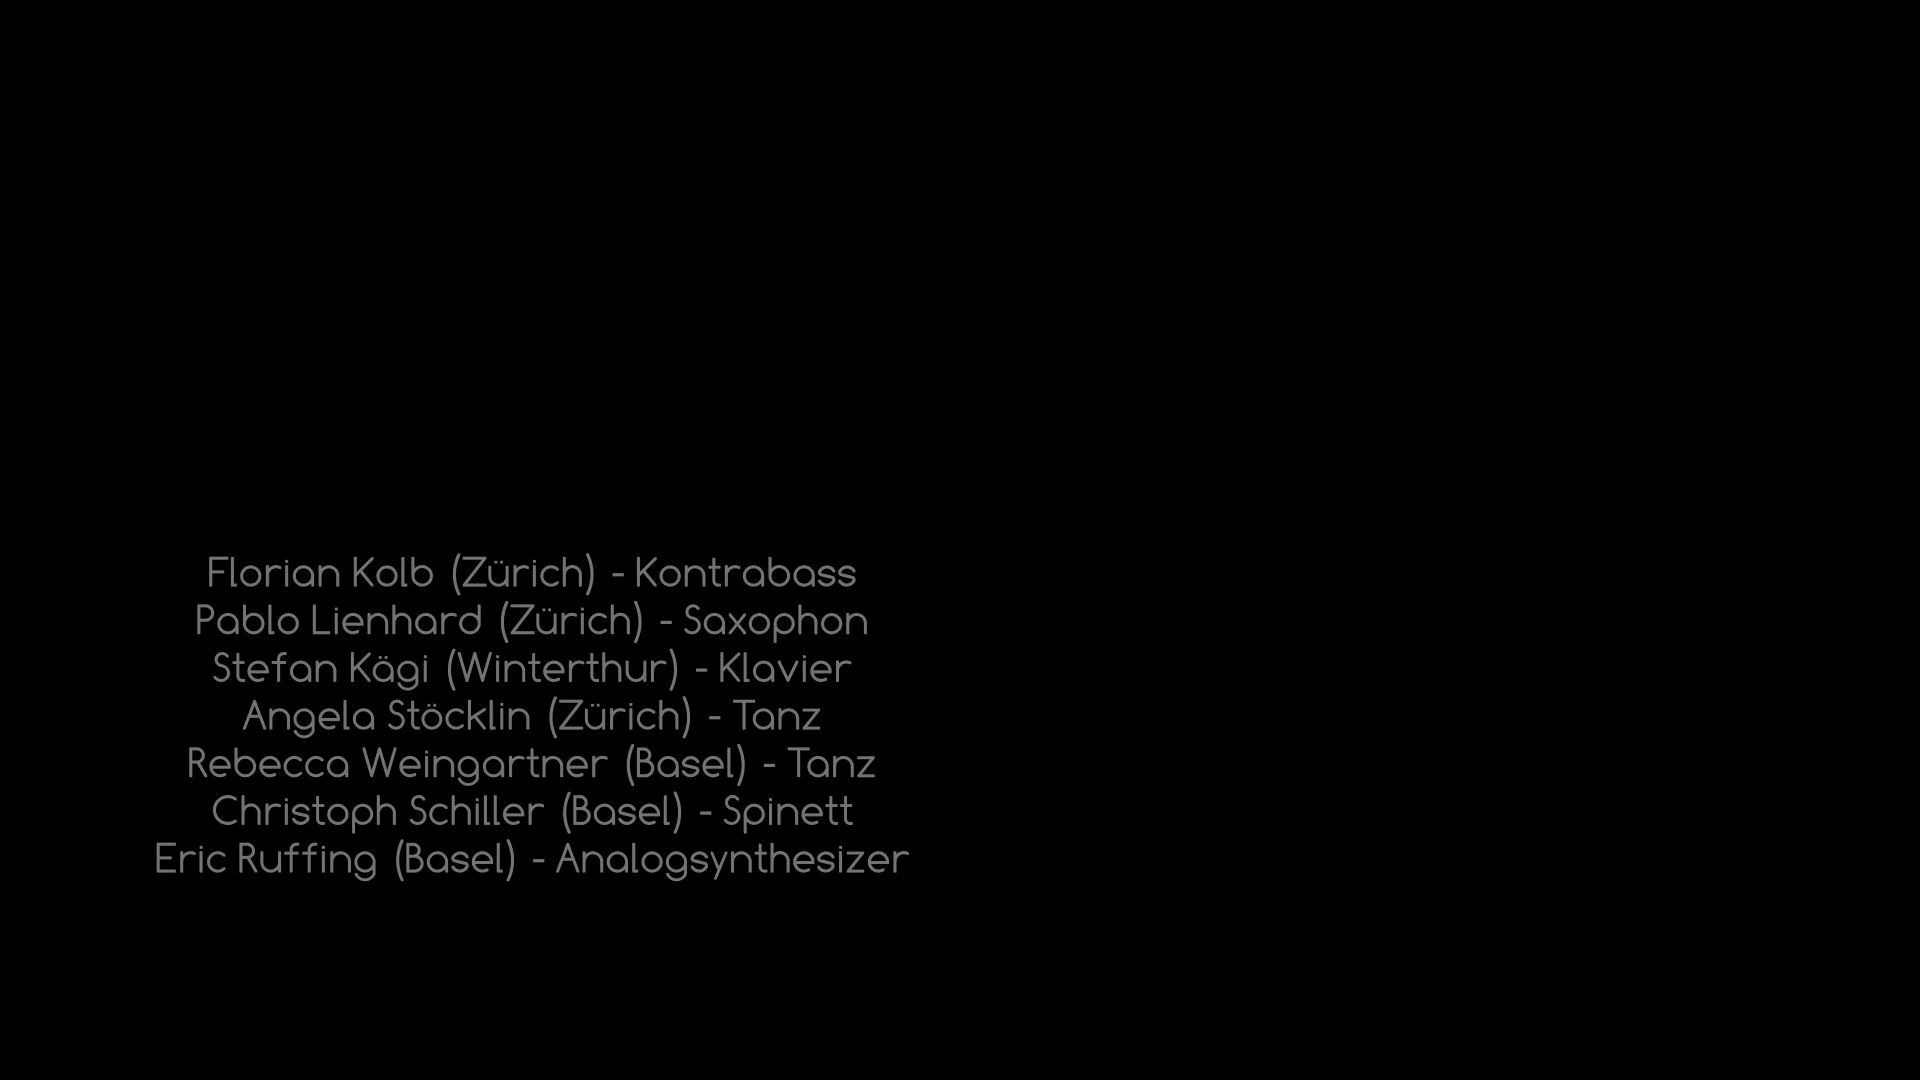 Florian Kolb (Zürich) - Kontrabass
Pablo Lienhard (Zürich) - Saxophon
Stefan Kägi (Winterthur) - Klavier
Angela Stöcklin (Zürich) - Tanz
Rebecca Weingartner (Basel) - Tanz
Christoph Schiller (Basel) - Spinett
Eric Ruffing (Basel) - Analogsynthesizer